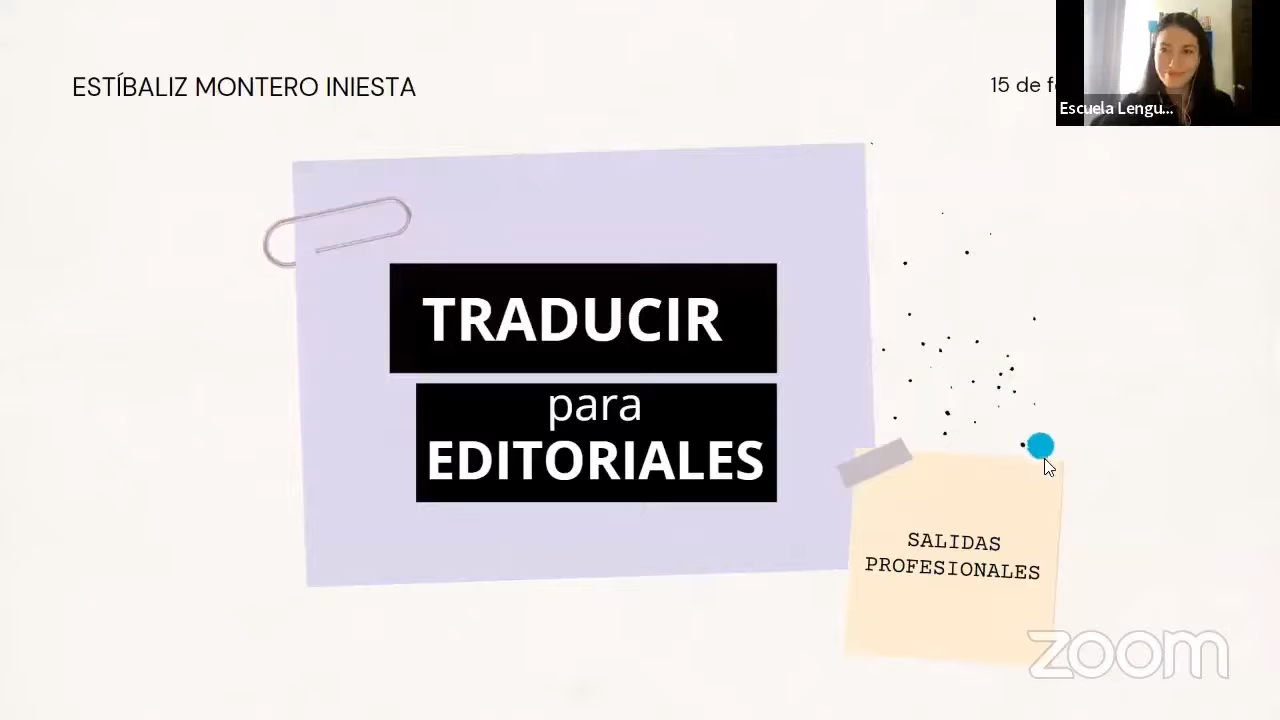 ESTÍBALIZ MONTERO INIESTA
15 de f
Escuela Lengu...
TRADUCIR
para
EDITORIALES
SALIDAS
PROFESIONALES
zoom